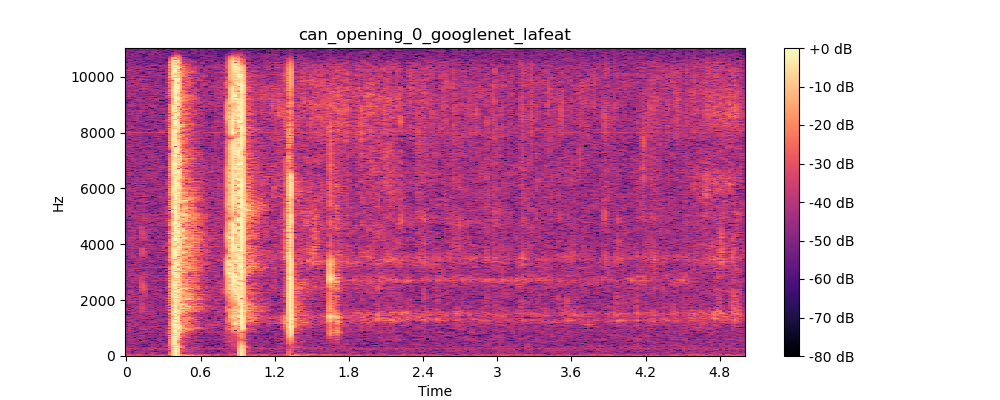 can_opening_0_googlenet_lafeat
10000
8000
6000
4000
2000
0
Hz
0 0.6 1.2 1.8 2.4 3 3.6 4.2 4.8
Time
+0 dB
-10 dB
-20 dB
-30 dB
-40 dB
-50 dB
-60 dB
-70 dB
-80 dB